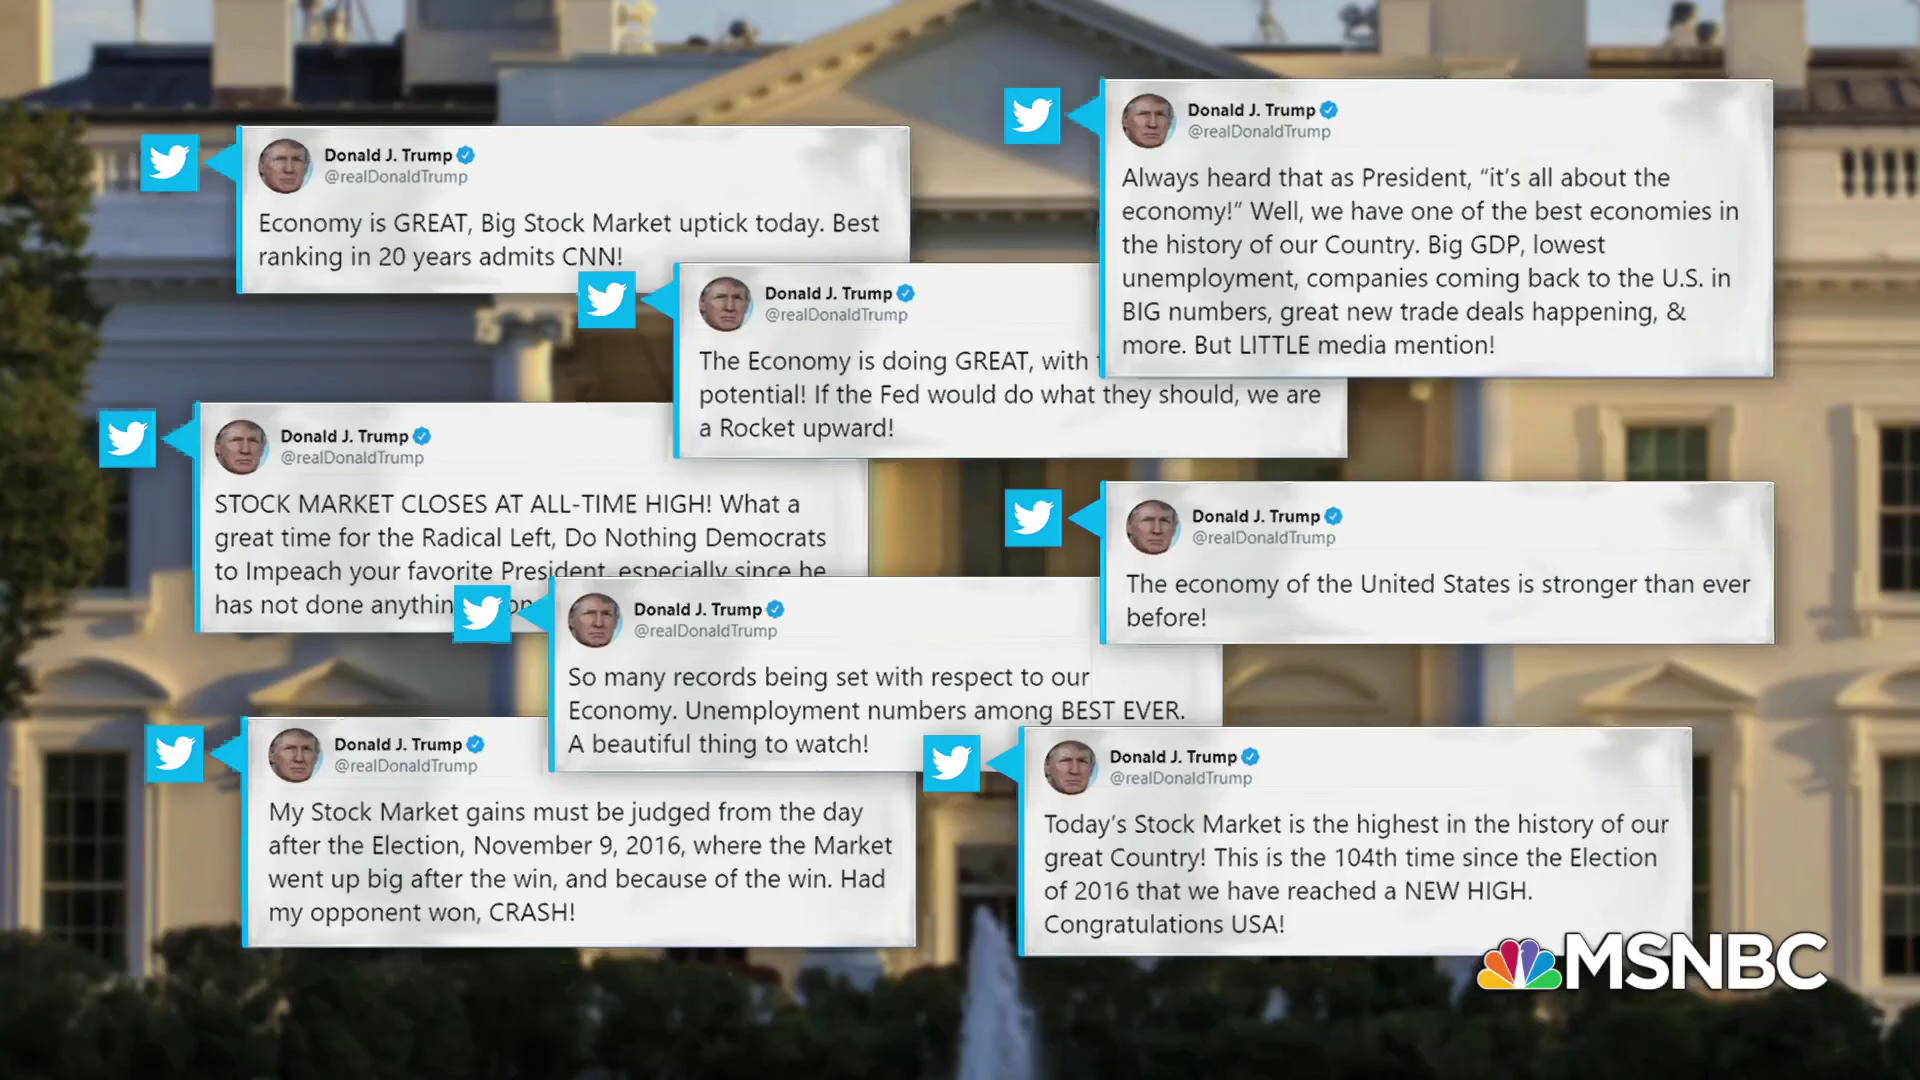 Donald J. Trump
@realDonaldTrump
Economy is GREAT, Big Stock Market uptick today. Best
ranking in 20 years admits CNN!
Donald J. Trump
@realDonaldTrump
Always heard that as President, “it’s all about the
economy!” Well, we have one of the best economies in
the history of our Country. Big GDP, lowest
unemployment, companies coming back to the U.S. in
BIG numbers, great new trade deals happening, &
more. But LITTLE media mention!
Donald J. Trump
@realDonaldTrump
The Economy is doing GREAT, with
potential! If the Fed would do what they should, we are
a Rocket upward!
Donald J. Trump
@realDonaldTrump
STOCK MARKET CLOSES AT ALL-TIME HIGH! What a
great time for the Radical Left, Do Nothing Democrats
to Impeach your favorite President, especially since he
has not done
Donald J. Trump
@realDonaldTrump
The economy of the United States is stronger than ever
before!
Donald J. Trump
@realDonaldTrump
So many records being set with respect to our
Economy. Unemployment numbers among BEST EVER.
A beautiful thing to watch!
Donald J. Trump
@realDonaldTrump
My Stock Market gains must be judged from the day
after the Election, November 9, 2016, where the Market
went up big after the win, and because of the win. Had
my opponent won, CRASH!
Donald J. Trump
@realDonaldTrump
Today’s Stock Market is the highest in the history of our
great Country! This is the 104th time since the Election
of 2016 that we have reached a NEW HIGH.
Congratulations USA!
MSNBC